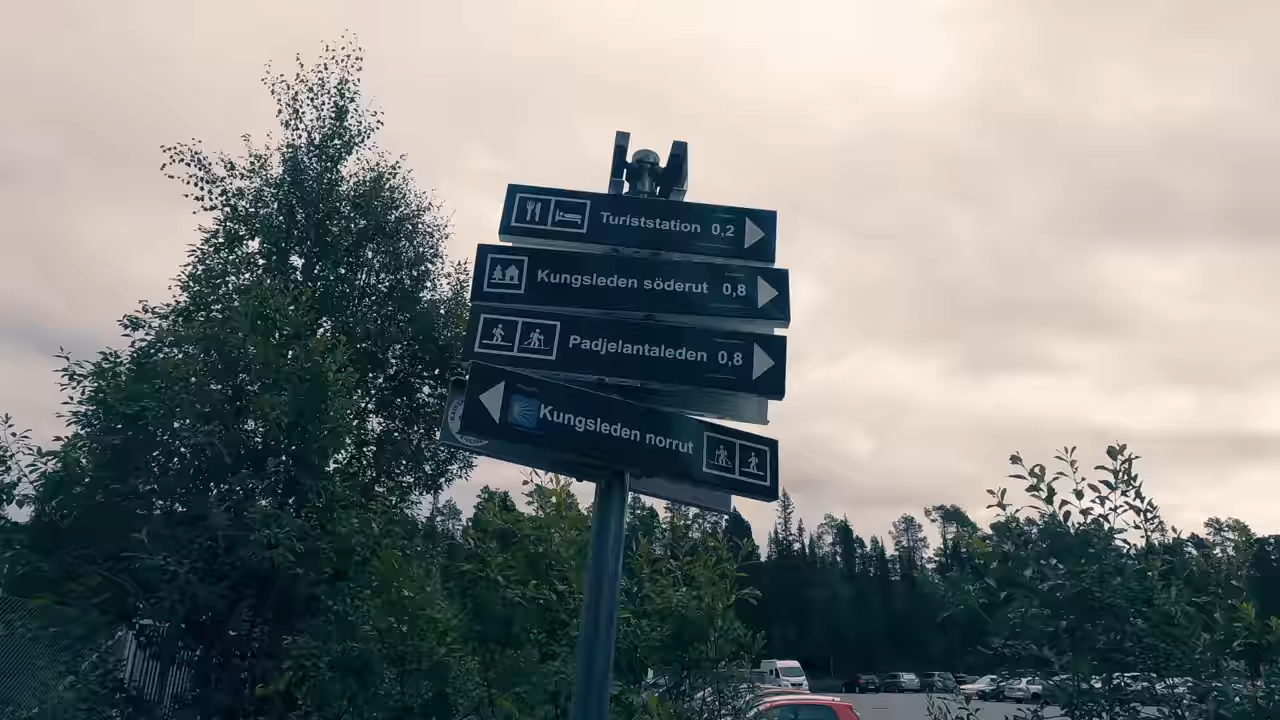 Turiststation 0,2
Kungsleden söderut 0,8
Padjelantaleden 0,8
Kungsleden norrut